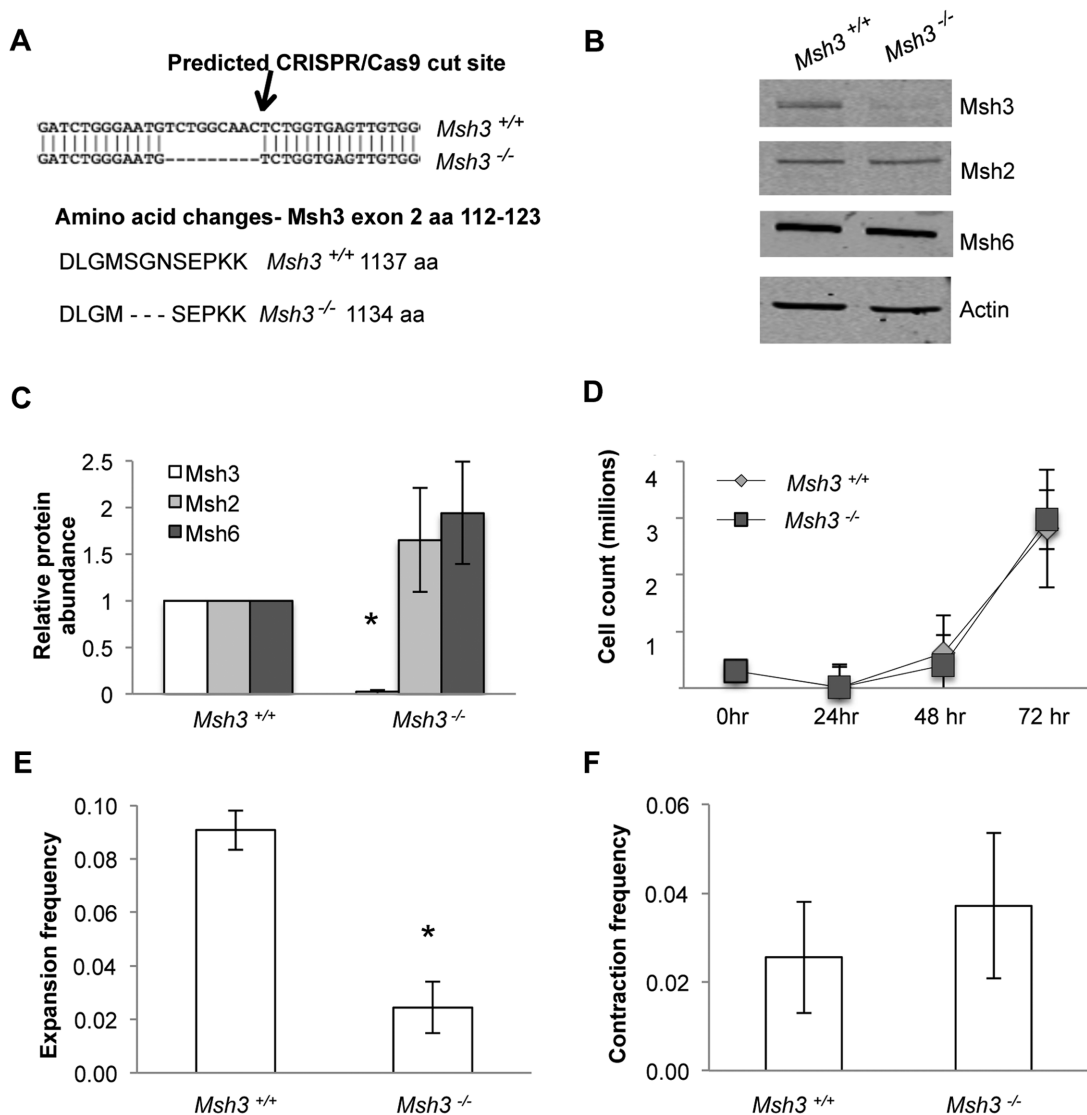 A
Predicted CRISPR/Cas9 cut site
GATCTGGGAATGTCTGGCAACTCTGGTGAGTTGTGG Msh3 +/+
GATCTGGGAATG---------TCTGGTGAGTTGTGG Msh3 -/-
Amino acid changes- Msh3 exon 2 aa 112-123
DLGMSGNSEPKK Msh3 +/+ 1137 aa
DLGM - - - SEPKK Msh3 -/- 1134 aa
B
Msh3 +/+
Msh3 -/-
Msh3
Msh2
Msh6
Actin
C
Relative protein
abundance
2.5
2
1.5
1
0.5
0
Msh3
Msh2
Msh6
*
Msh3 +/+
Msh3 -/-
D
Cell count (millions)
4
3
2
1
Msh3 +/+
Msh3 -/-
0hr
24hr
48 hr
72 hr
E
Expansion frequency
0.10
0.08
0.06
0.04
0.02
0.00
*
Msh3 +/+
Msh3 -/-
F
Contraction frequency
0.06
0.04
0.02
0.00
Msh3 +/+
Msh3 -/-